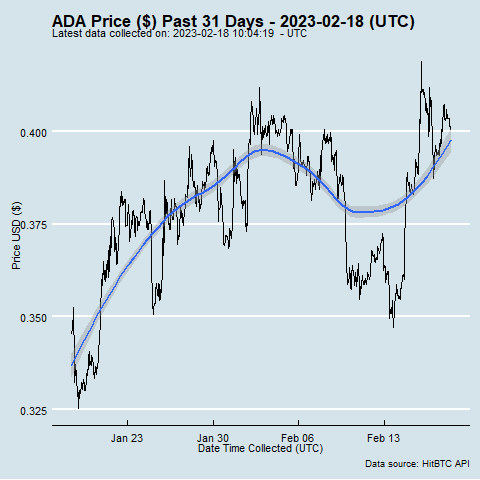 ADA Price ($) Past 31 Days - 2023-02-18 (UTC)
Latest data collected on: 2023-02-18 10:04:19 - UTC
Price USD ($)
0.400
0.375
0.350
0.325
Jan 23 Jan 30 Feb 06 Feb 13
Date Time Collected (UTC)
Data source: HitBTC API